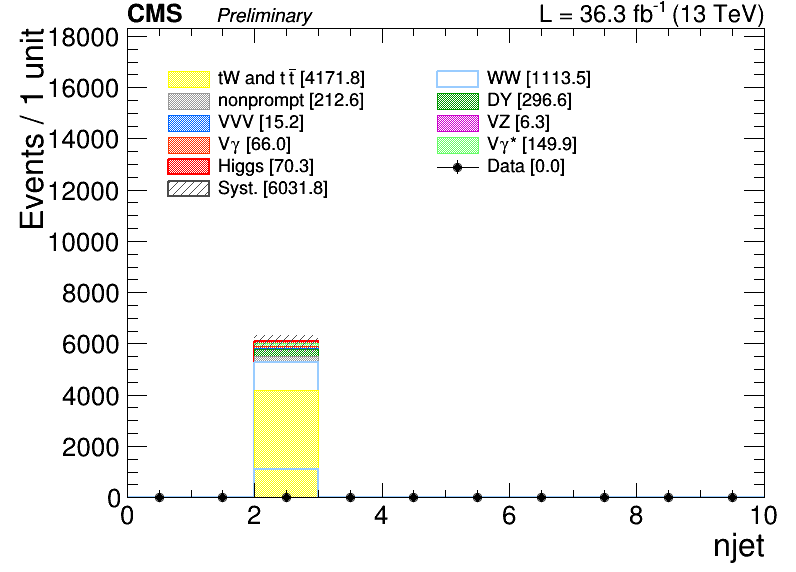 CMS Preliminary L = 36.3 fb⁻¹ (13 TeV)
Events / 1 unit
18000
16000
14000
12000
10000
8000
6000
4000
2000
0
tW and tt̄ [4171.8]
WW [1113.5]
nonprompt [212.6]
DY [296.6]
VVV [15.2]
VZ [6.3]
Vγ [66.0]
Vγ* [149.9]
Higgs [70.3]
Data [0.0]
Syst. [6031.8]
0 2 4 6 8 10
njet